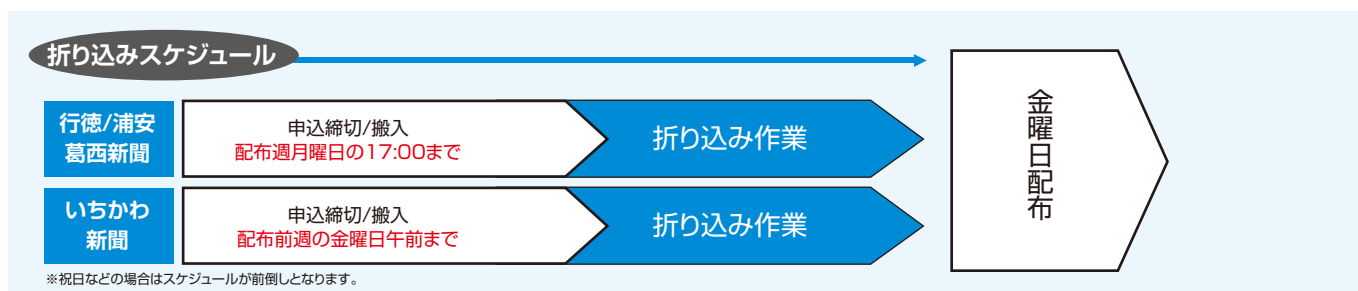 折り込みスケジュール
行徳/浦安
葛西新聞
申込締切/搬入
配布週月曜日の17:00まで
折り込み作業
いちかわ
新聞
申込締切/搬入
配布前週の金曜日午前まで
折り込み作業
金曜日配布
※祝日などの場合はスケジュールが前倒しとなります。